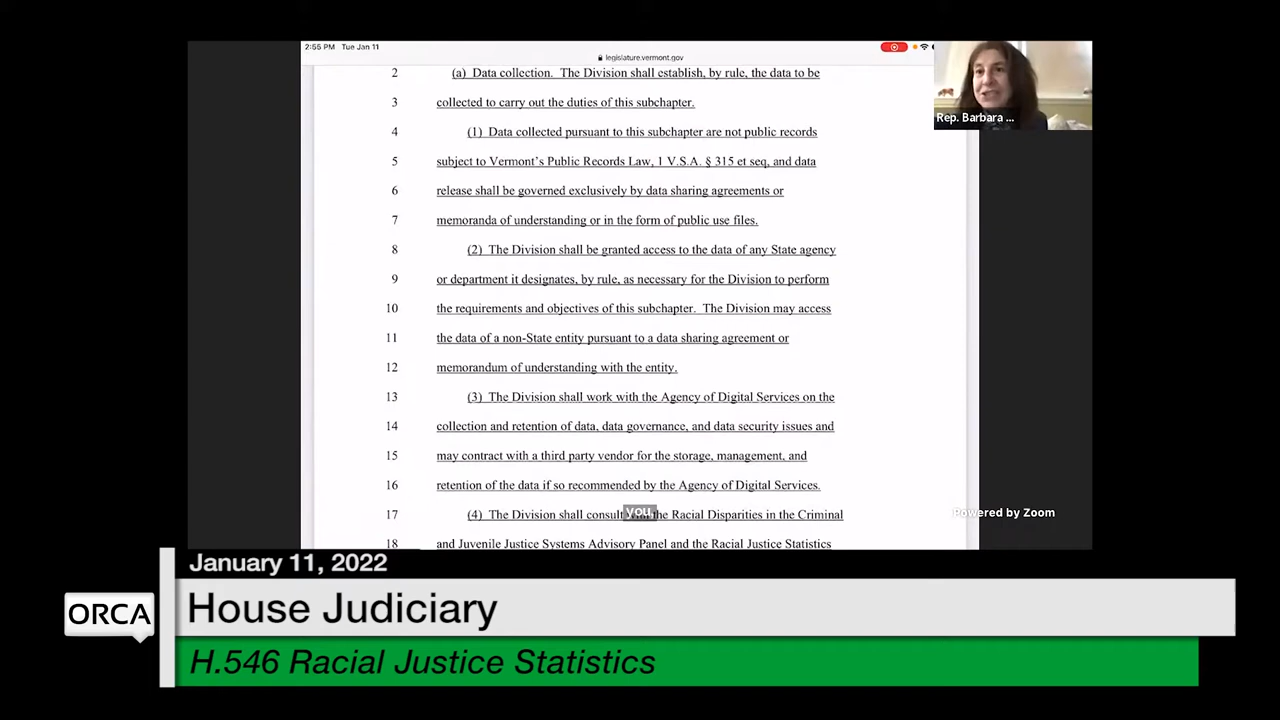 2:55 PM Tue Jan 11
legislature.vermont.gov
2 (a) Data collection. The Division shall establish, by rule, the data to be
3 collected to carry out the duties of this subchapter.
4 (1) Data collected pursuant to this subchapter are not public records
5 subject to Vermont's Public Records Law, 1 V.S.A. § 315 et seq, and data
6 release shall be governed exclusively by data sharing agreements or
7 memoranda of understanding or in the form of public use files.
8 (2) The Division shall be granted access to the data of any State agency
9 or department it designates, by rule, as necessary for the Division to perform
10 the requirements and objectives of this subchapter. The Division may access
11 the data of a non-State entity pursuant to a data sharing agreement or
12 memorandum of understanding with the entity.
13 (3) The Division shall work with the Agency of Digital Services on the
14 collection and retention of data, data governance, and data security issues and
15 may contract with a third party vendor for the storage, management, and
16 retention of the data if so recommended by the Agency of Digital Services.
17 (4) The Division shall consult the Racial Disparities in the Criminal
18 and Juvenile Justice Systems Advisory Panel and the Racial Justice Statistics
Rep. Barbara ...
you
Powered by Zoom
January 11, 2022
ORCA
House Judiciary
H.546 Racial Justice Statistics